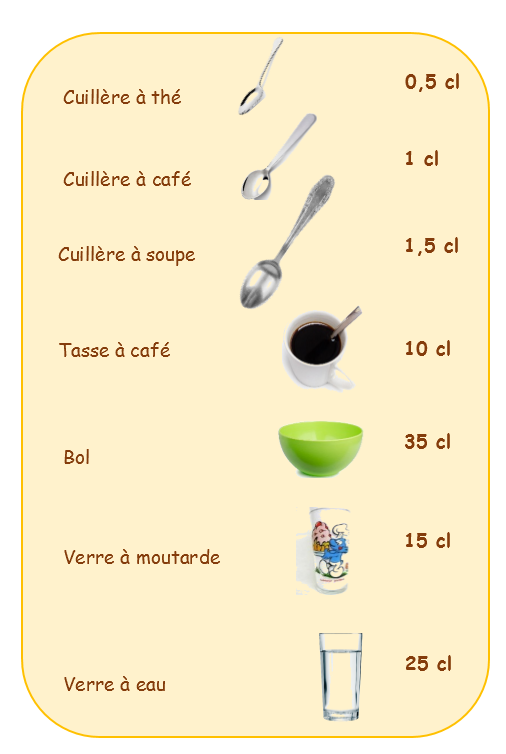 Cuillère à thé 0,5 cl
Cuillère à café 1 cl
Cuillère à soupe 1,5 cl
Tasse à café 10 cl
Bol 35 cl
Verre à moutarde 15 cl
Verre à eau 25 cl